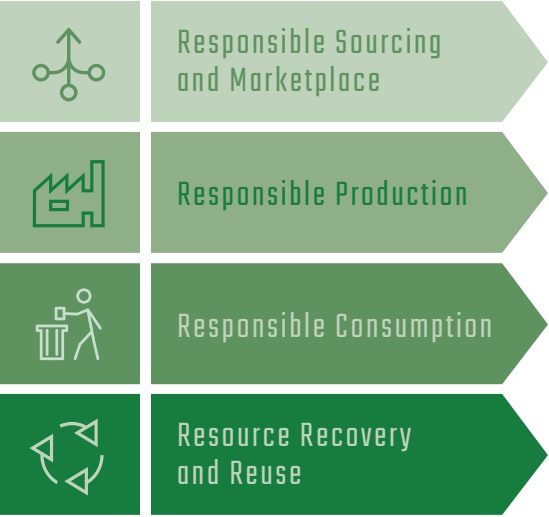 Responsible Sourcing
and Marketplace
Responsible Production
Responsible Consumption
Resource Recovery
and Reuse